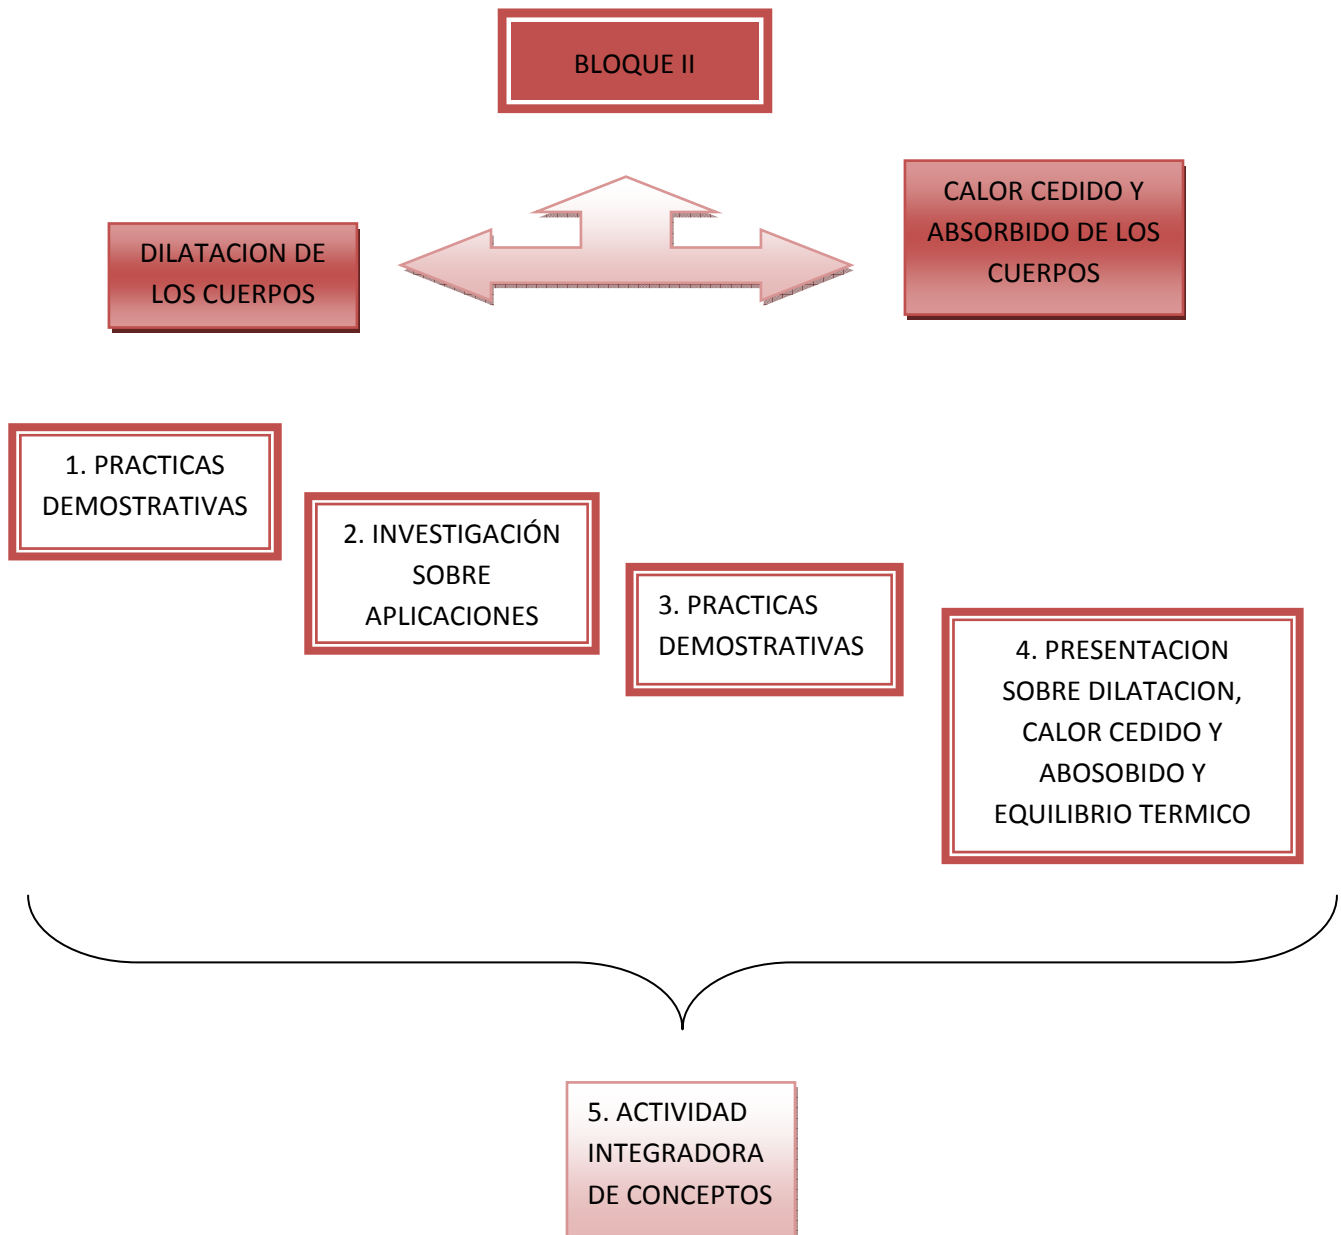 BLOQUE II
DILATACION DE
LOS CUERPOS
CALOR CEDIDO Y
ABSORBIDO DE LOS
CUERPOS
1. PRACTICAS
DEMOSTRATIVAS
2. INVESTIGACIÓN
SOBRE
APLICACIONES
3. PRACTICAS
DEMOSTRATIVAS
4. PRESENTACION
SOBRE DILATACION,
CALOR CEDIDO Y
ABOSOBIDO Y
EQUILIBRIO TERMICO
5. ACTIVIDAD
INTEGRADORA
DE CONCEPTOS